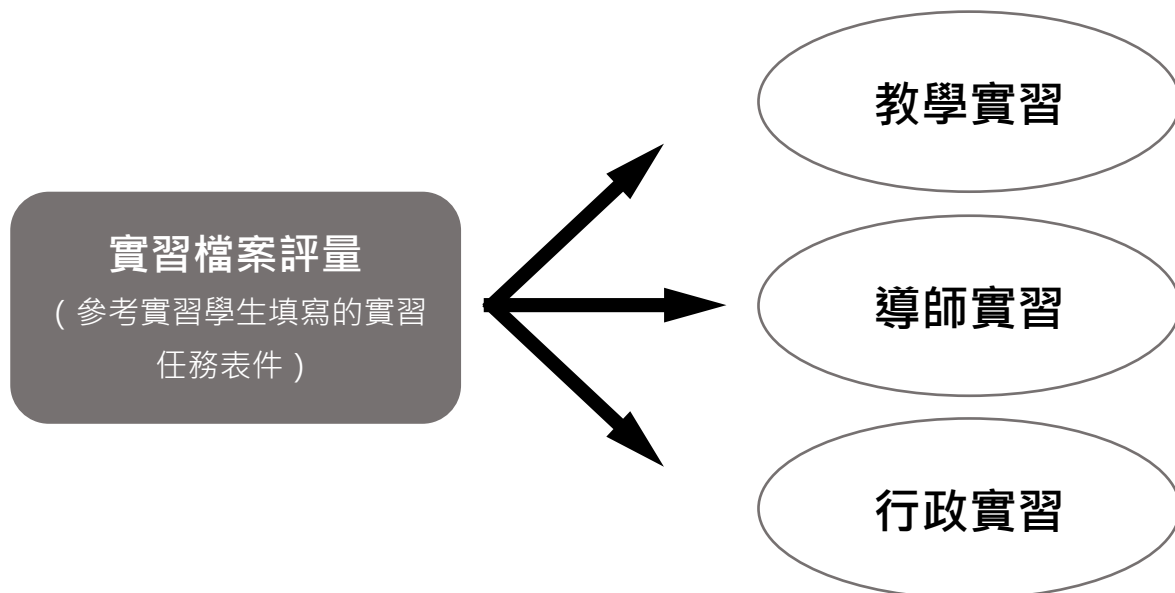 實習檔案評量
（參考實習學生填寫的實習
任務表件）
教學實習
導師實習
行政實習